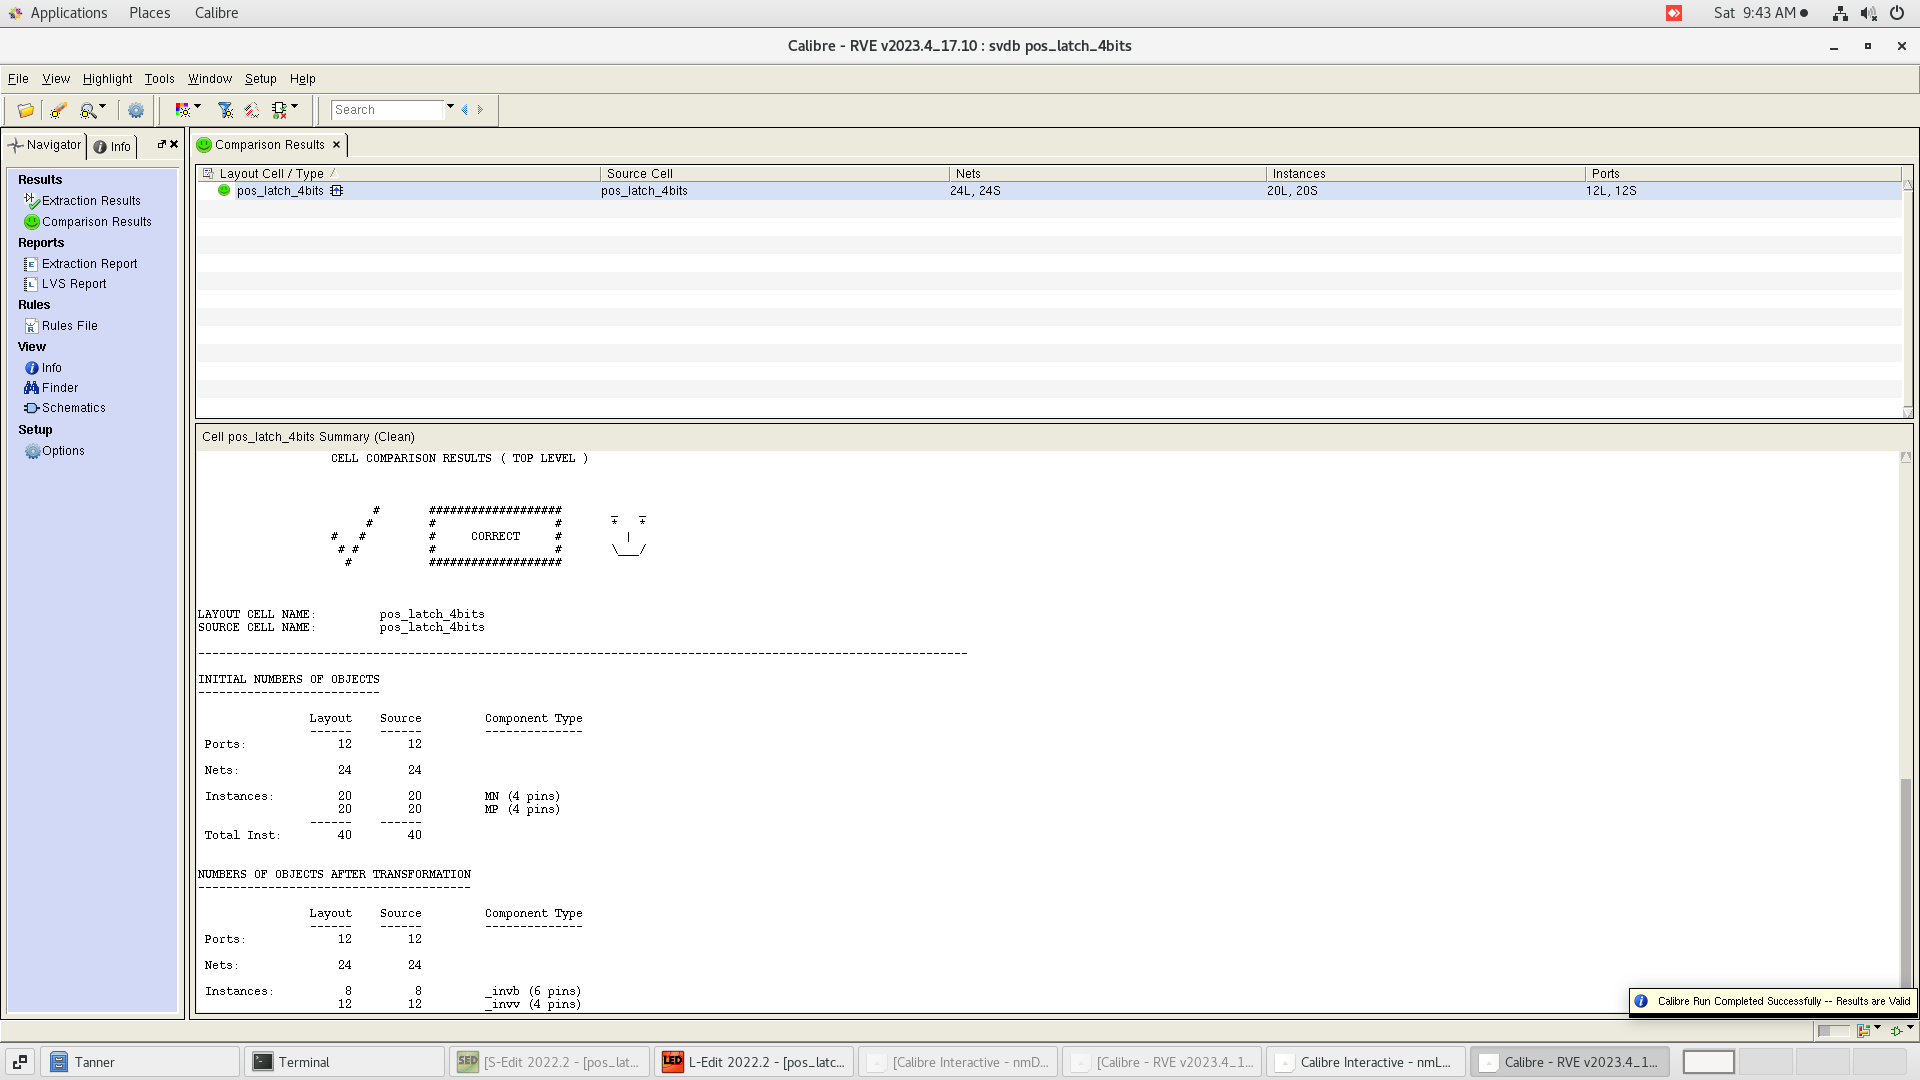 Applications Places Calibre Sat 9:43 AM
Calibre - RVE v2023.4_17.10 : svdb pos_latch_4bits
File View Highlight Tools Window Setup Help
Search
Navigator Info
Comparison Results
Results
Extraction Results
Comparison Results
Reports
Extraction Report
LVS Report
Rules
Rules File
View
Info
Finder
Schematics
Setup
Options
Layout Cell / Type Source Cell Nets Instances Ports
pos_latch_4bits pos_latch_4bits 24L, 24S 20L, 20S 12L, 12S
Cell pos_latch_4bits Summary (Clean)
CELL COMPARISON RESULTS ( TOP LEVEL )
                         #       ###################       _   _
                        #        #                 #       *   *
                   #   #         #     CORRECT     #         |
                    # #          #                 #       \___/
                     #           ###################
LAYOUT CELL NAME: pos_latch_4bits
SOURCE CELL NAME: pos_latch_4bits
--------------------------------------------------------------------------------------------------------------
INITIAL NUMBERS OF OBJECTS
--------------------------
Layout Source Component Type
------ ------ --------------
Ports: 12 12
Nets: 24 24
Instances: 20 20 MN (4 pins)
20 20 MP (4 pins)
------ ------
Total Inst: 40 40
NUMBERS OF OBJECTS AFTER TRANSFORMATION
---------------------------------------
Layout Source Component Type
------ ------ --------------
Ports: 12 12
Nets: 24 24
Instances: 8 8 _invb (6 pins)
12 12 _invv (4 pins)
Calibre Run Completed Successfully -- Results are Valid
Tanner
Terminal
SED [S-Edit 2022.2 - [pos_lat...
LED L-Edit 2022.2 - [pos_latc...
[Calibre Interactive - nmD...
[Calibre - RVE v2023.4_1...
Calibre Interactive - nmL...
Calibre - RVE v2023.4_1...